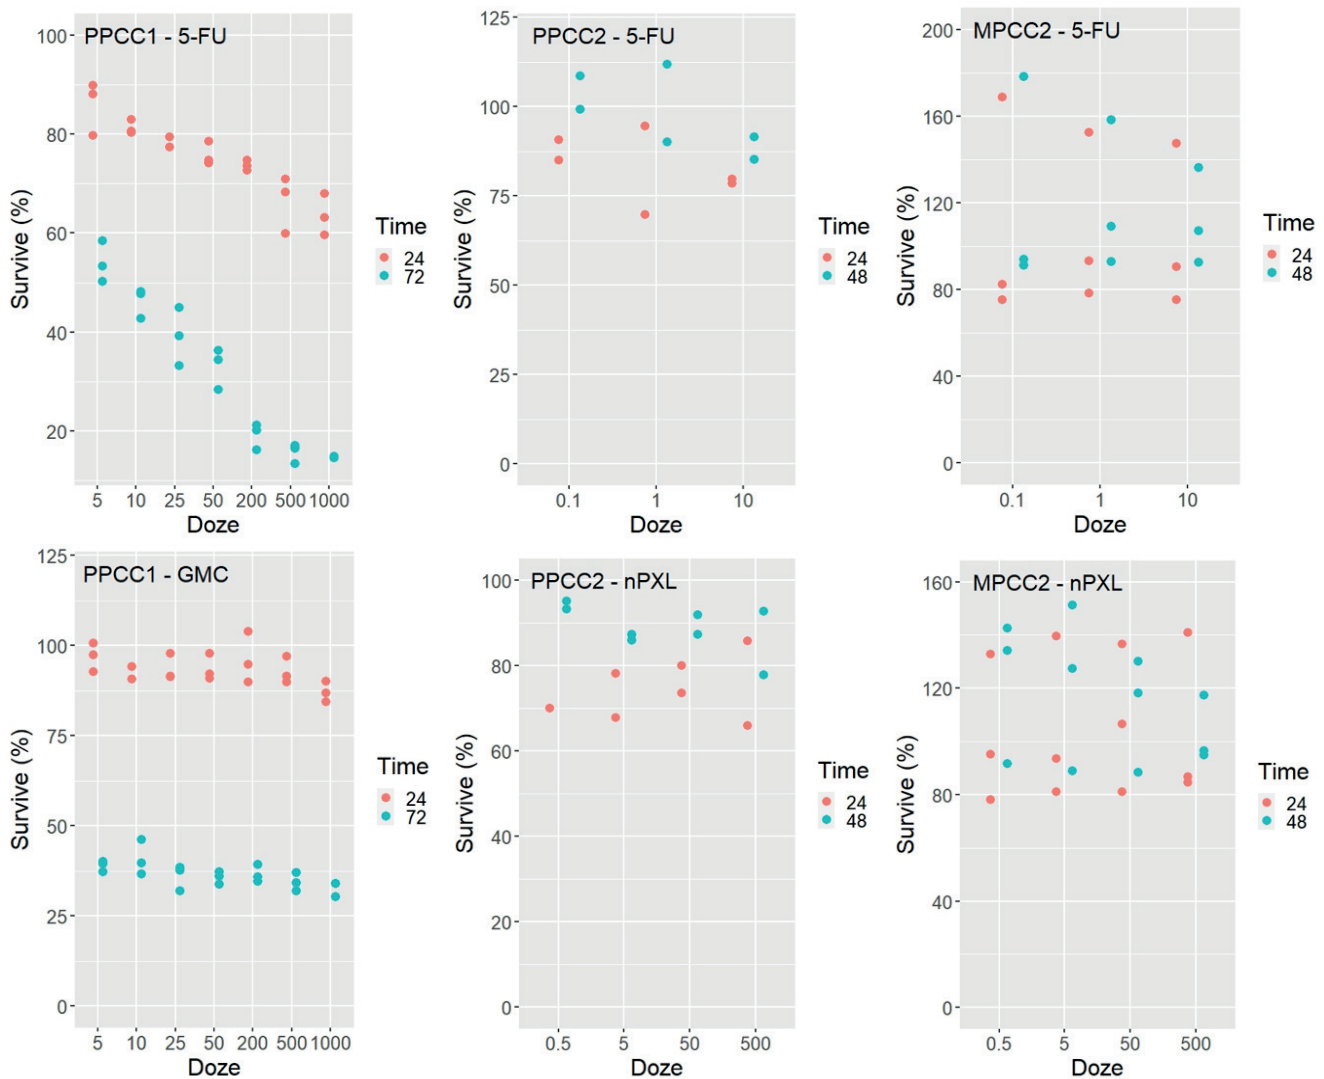 PPCC1 - 5-FU
100
80
60
40
20
Survive (%)
5 10 25 50 200 500 1000
Doze
Time
24
72
PPCC2 - 5-FU
125
100
75
50
25
0
Survive (%)
0.1 1 10
Doze
Time
24
48
MPCC2 - 5-FU
200
160
120
80
40
0
Survive (%)
0.1 1 10
Doze
Time
24
48
PPCC1 - GMC
125
100
75
50
25
0
Survive (%)
5 10 25 50 200 500 1000
Doze
Time
24
72
PPCC2 - nPXL
100
80
60
40
20
0
Survive (%)
0.5 5 50 500
Doze
Time
24
48
MPCC2 - nPXL
160
120
80
40
0
Survive (%)
0.5 5 50 500
Doze
Time
24
48